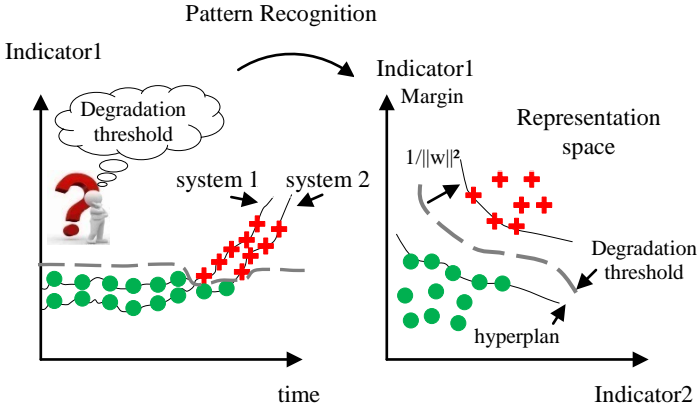 Pattern Recognition
Indicator1
Degradation
threshold
system 1
system 2
time
Indicator1
Margin
Representation
space
1/||w||²
Degradation
threshold
hyperplan
Indicator2